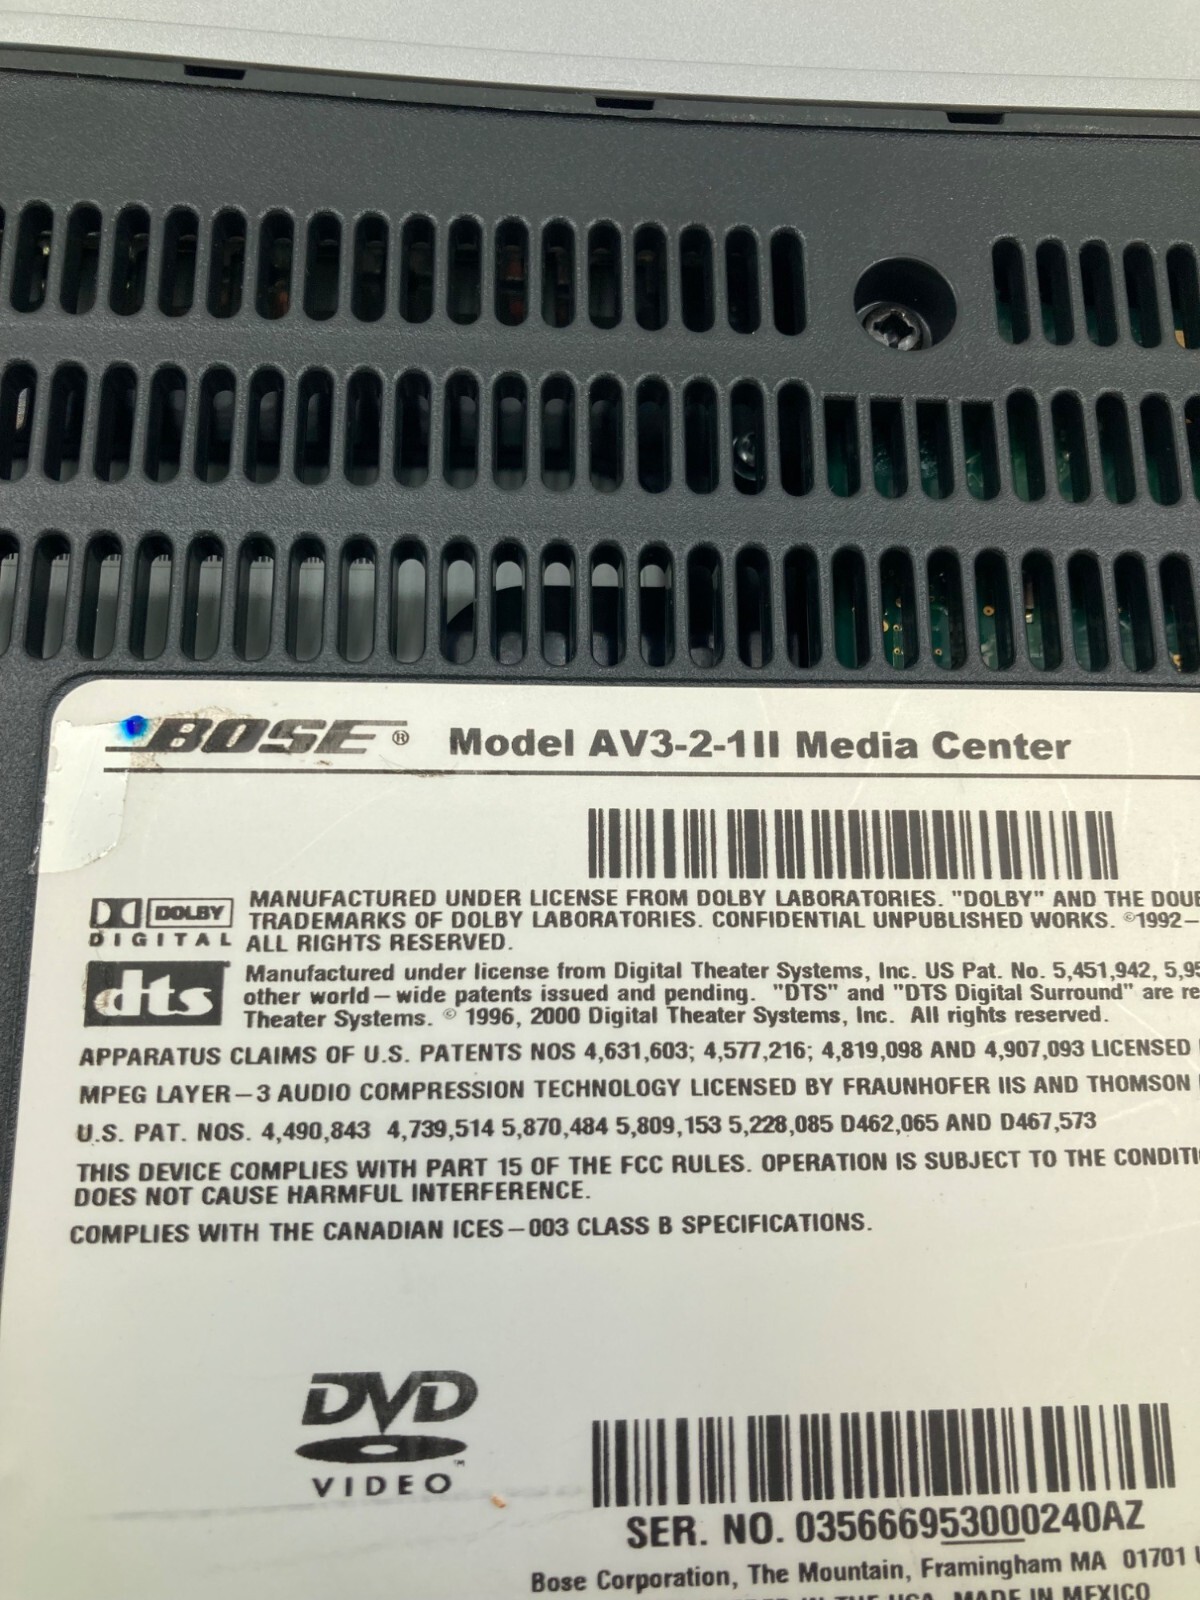 BOSE® Model AV3-2-1II Media Center
DOLBY
DIGITAL
MANUFACTURED UNDER LICENSE FROM DOLBY LABORATORIES. "DOLBY" AND THE
TRADEMARKS OF DOLBY LABORATORIES. CONFIDENTIAL UNPUBLISHED WORKS. ©1992–
ALL RIGHTS RESERVED.
dts
Manufactured under license from Digital Theater Systems, Inc. US Pat. No. 5,451,942,
other world–wide patents issued and pending. "DTS" and "DTS Digital Surround" are
Theater Systems. © 1996, 2000 Digital Theater Systems, Inc. All rights reserved.
APPARATUS CLAIMS OF U.S. PATENTS NOS 4,631,603; 4,577,216; 4,819,098 AND 4,907,093 LICENSED
MPEG LAYER–3 AUDIO COMPRESSION TECHNOLOGY LICENSED BY FRAUNHOFER IIS AND THOMSON
U.S. PAT. NOS. 4,490,843 4,739,514 5,870,484 5,809,153 5,228,085 D462,065 AND D467,573
THIS DEVICE COMPLIES WITH PART 15 OF THE FCC RULES. OPERATION IS SUBJECT TO THE
DOES NOT CAUSE HARMFUL INTERFERENCE.
COMPLIES WITH THE CANADIAN ICES–003 CLASS B SPECIFICATIONS.
DVD
VIDEO™
SER. NO. 035666953000240AZ
Bose Corporation, The Mountain, Framingham MA 01701
IN THE USA MADE IN MEXICO